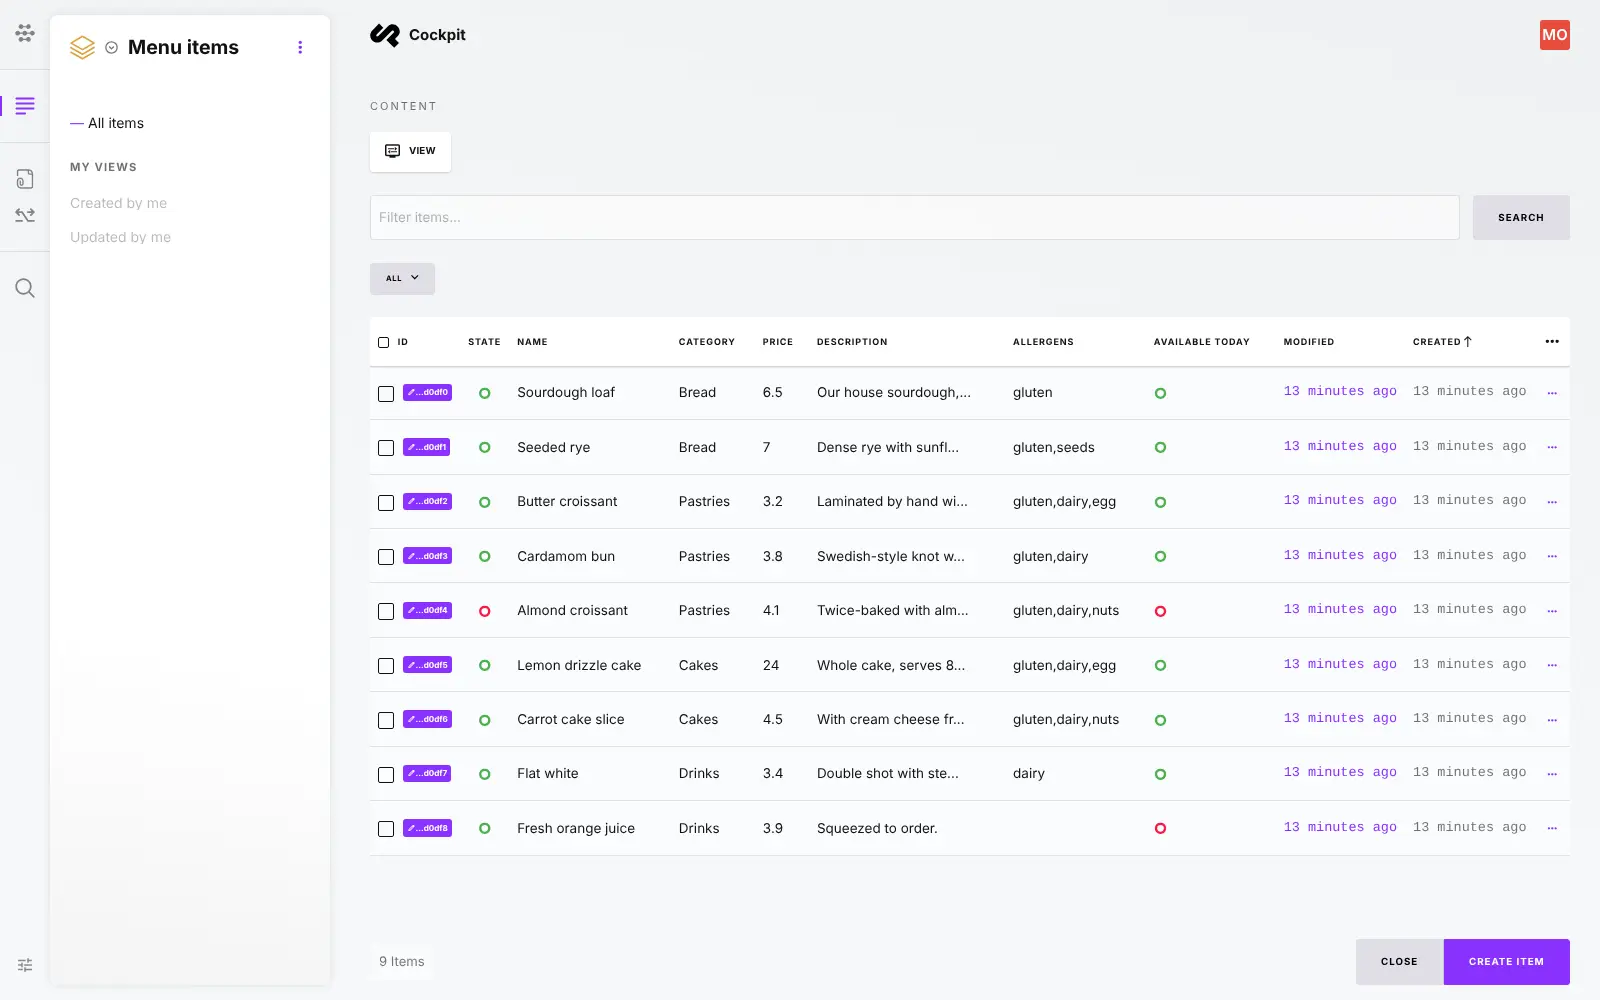 Menu items
— All items
MY VIEWS
Created by me
Updated by me
Cockpit
MO
CONTENT
VIEW
Filter items...
SEARCH
ALL
ID STATE NAME CATEGORY PRICE DESCRIPTION ALLERGENS AVAILABLE TODAY MODIFIED CREATED
...d0df0 Sourdough loaf Bread 6.5 Our house sourdough,... gluten 13 minutes ago 13 minutes ago
...d0df1 Seeded rye Bread 7 Dense rye with sunfl... gluten,seeds 13 minutes ago 13 minutes ago
...d0df2 Butter croissant Pastries 3.2 Laminated by hand wi... gluten,dairy,egg 13 minutes ago 13 minutes ago
...d0df3 Cardamom bun Pastries 3.8 Swedish-style knot w... gluten,dairy 13 minutes ago 13 minutes ago
...d0df4 Almond croissant Pastries 4.1 Twice-baked with alm... gluten,dairy,nuts 13 minutes ago 13 minutes ago
...d0df5 Lemon drizzle cake Cakes 24 Whole cake, serves 8... gluten,dairy,egg 13 minutes ago 13 minutes ago
...d0df6 Carrot cake slice Cakes 4.5 With cream cheese fr... gluten,dairy,nuts 13 minutes ago 13 minutes ago
...d0df7 Flat white Drinks 3.4 Double shot with ste... dairy 13 minutes ago 13 minutes ago
...d0df8 Fresh orange juice Drinks 3.9 Squeezed to order. 13 minutes ago 13 minutes ago
9 Items
CLOSE
CREATE ITEM